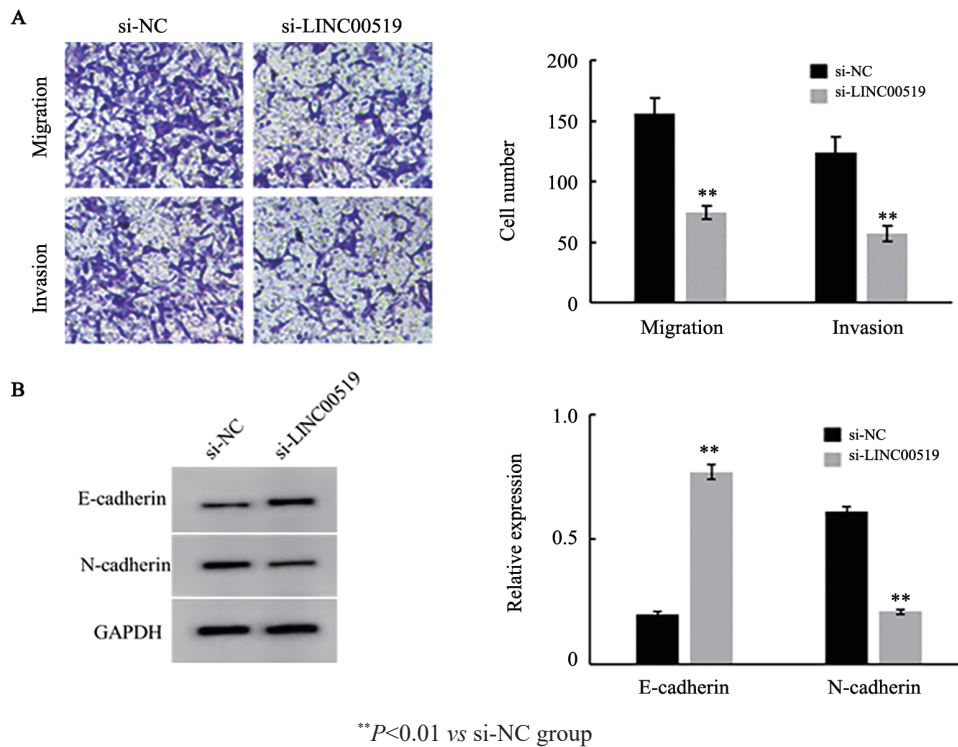 A
si-NC
si-LINC00519
Migration
Invasion
200
150
100
50
0
Cell number
si-NC
si-LINC00519
**
**
Migration
Invasion
B
si-NC
si-LINC00519
E-cadherin
N-cadherin
GAPDH
1.0
0.5
0
Relative expression
si-NC
si-LINC00519
**
**
E-cadherin
N-cadherin
**P<0.01 vs si-NC group